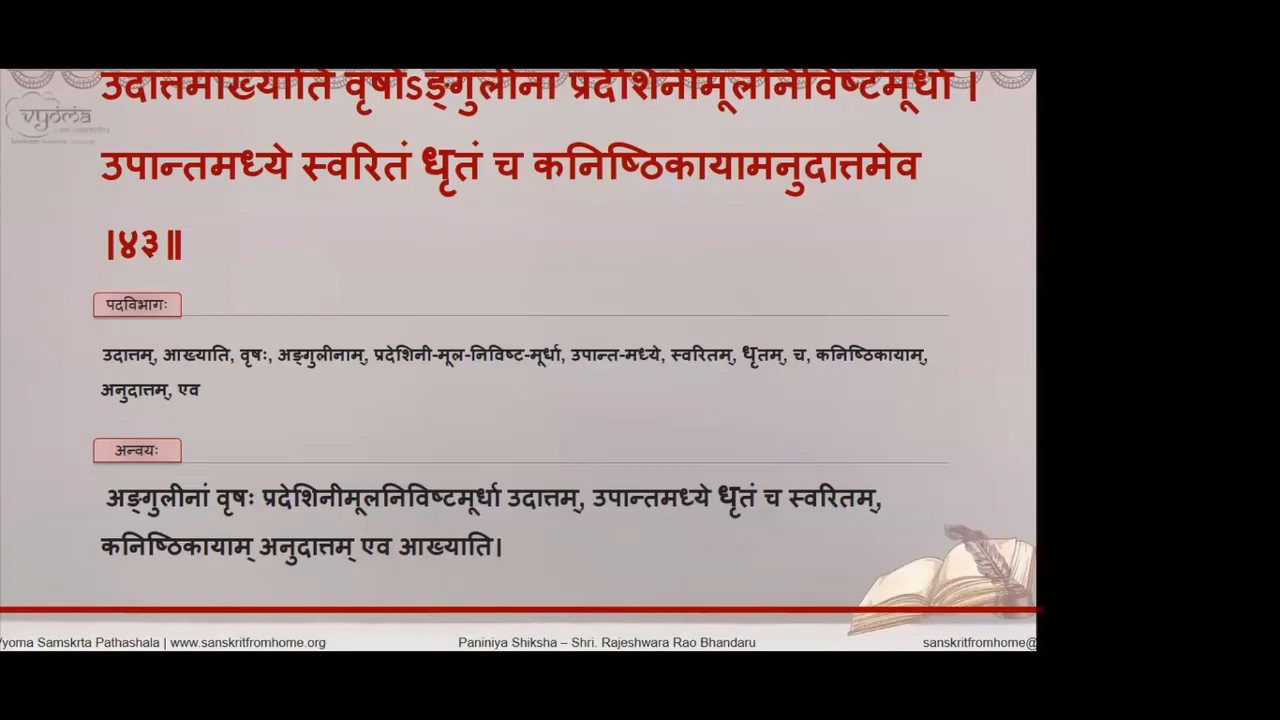 उदात्तमाख्याति वृषोऽङ्गुलीनां प्रदेशिनीमूलनिविष्टमूर्धा |
vyoma
उपान्तमध्ये स्वरितं धृतं च कनिष्ठिकायामनुदात्तमेव
|४३॥
पदविभागः
उदात्तम्, आख्याति, वृषः, अङ्गुलीनाम्, प्रदेशिनी-मूल-निविष्ट-मूर्धा, उपान्त-मध्ये, स्वरितम्, धृतम्, च, कनिष्ठिकायाम्,
अनुदात्तम्, एव
अन्वयः
अङ्गुलीनां वृषः प्रदेशिनीमूलनिविष्टमूर्धा उदात्तम्, उपान्तमध्ये धृतं च स्वरितम्,
कनिष्ठिकायाम् अनुदात्तम् एव आख्याति।
Vyoma Samskrta Pathashala | www.sanskritfromhome.org Paniniya Shiksha – Shri. Rajeshwara Rao Bhandaru sanskritfromhome@